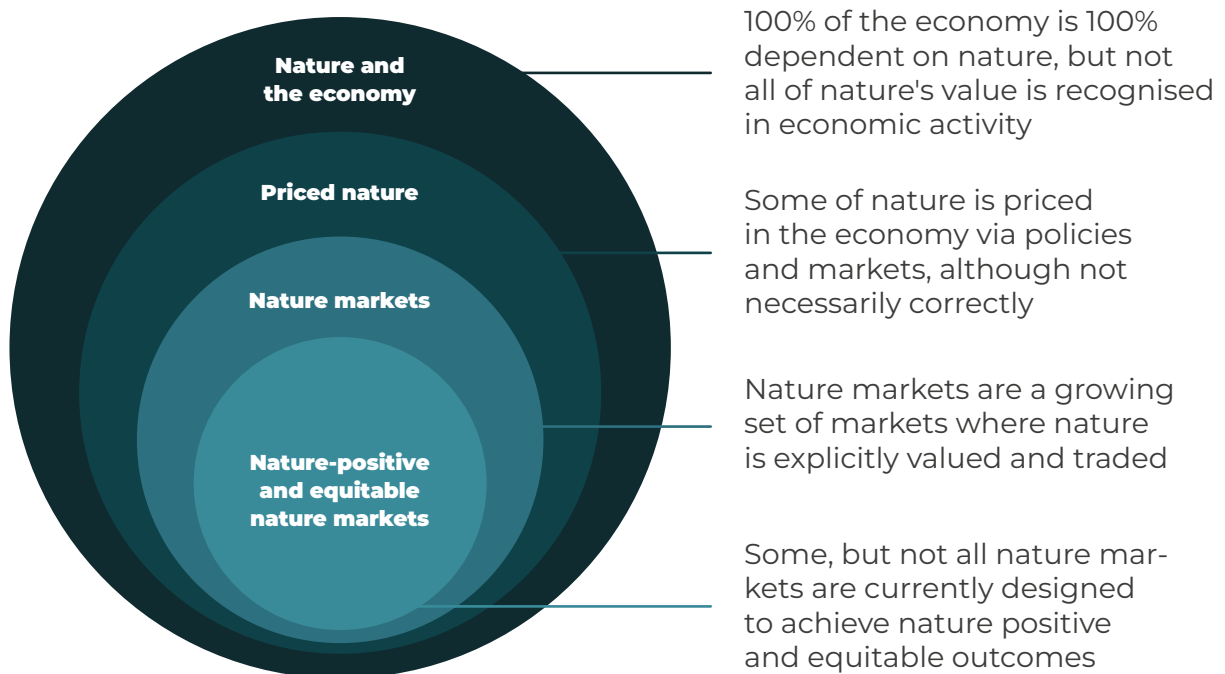 Nature and
the economy
100% of the economy is 100%
dependent on nature, but not
all of nature's value is recognised
in economic activity
Priced nature
Some of nature is priced
in the economy via policies
and markets, although not
necessarily correctly
Nature markets
Nature markets are a growing
set of markets where nature
is explicitly valued and traded
Nature-positive
and equitable
nature markets
Some, but not all nature mar-
kets are currently designed
to achieve nature positive
and equitable outcomes